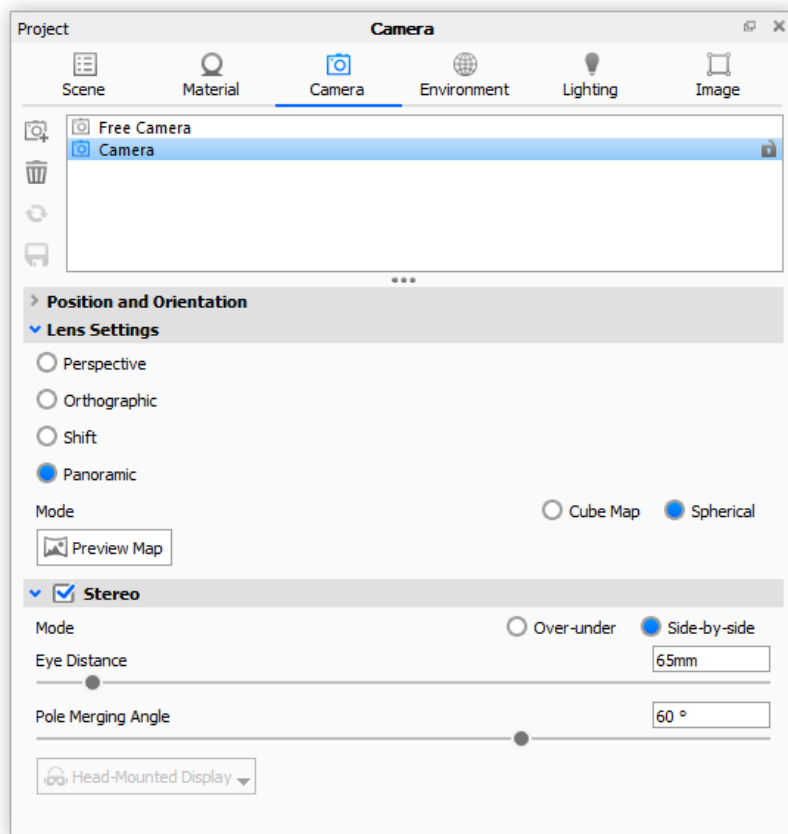 Project Camera
Scene Material Camera Environment Lighting Image
Free Camera
Camera
Position and Orientation
Lens Settings
Perspective
Orthographic
Shift
Panoramic
Mode Cube Map Spherical
Preview Map
Stereo
Mode Over-under Side-by-side
Eye Distance 65mm
Pole Merging Angle 60 °
Head-Mounted Display